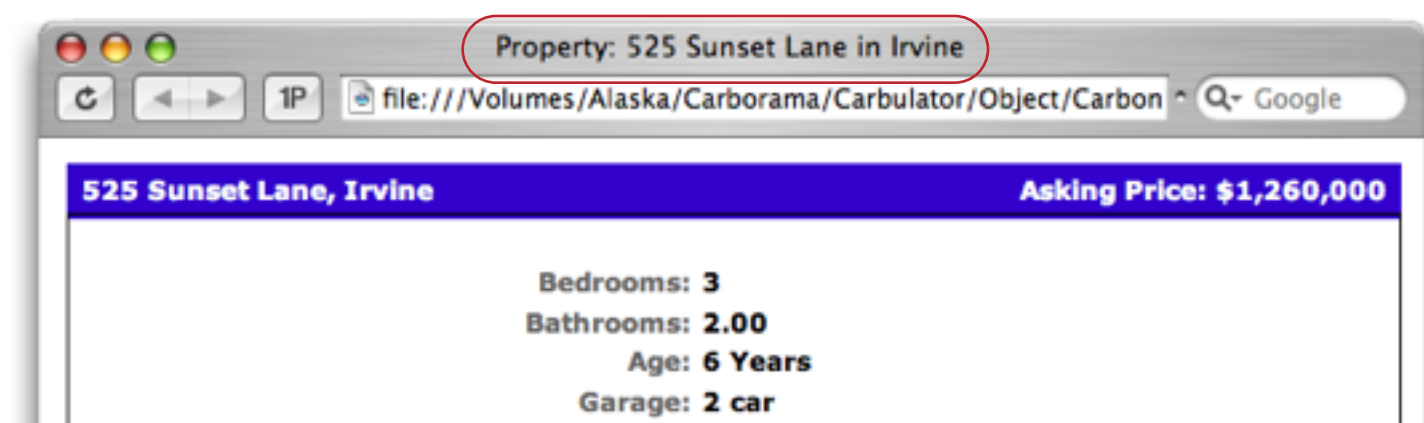 Property: 525 Sunset Lane in Irvine
1P file:///Volumes/Alaska/Carborama/Carbulator/Object/Carbon Google
525 Sunset Lane, Irvine Asking Price: $1,260,000
Bedrooms: 3
Bathrooms: 2.00
Age: 6 Years
Garage: 2 car